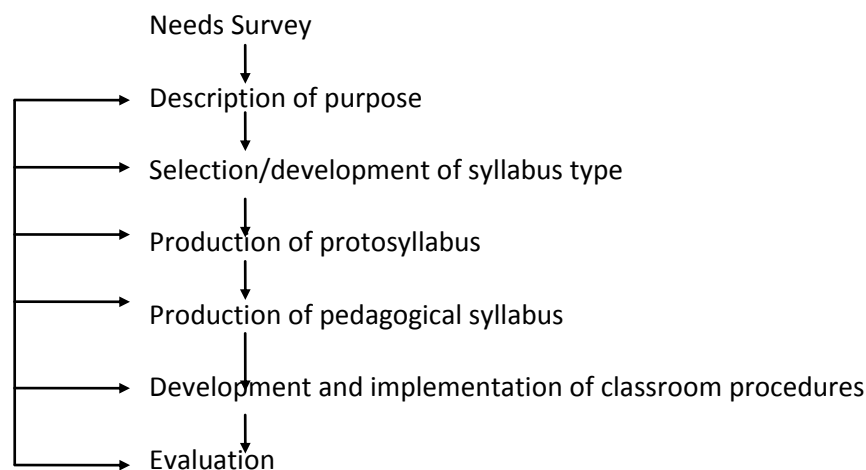 Needs Survey
Description of purpose
Selection/development of syllabus type
Production of protosyllabus
Production of pedagogical syllabus
Development and implementation of classroom procedures
Evaluation